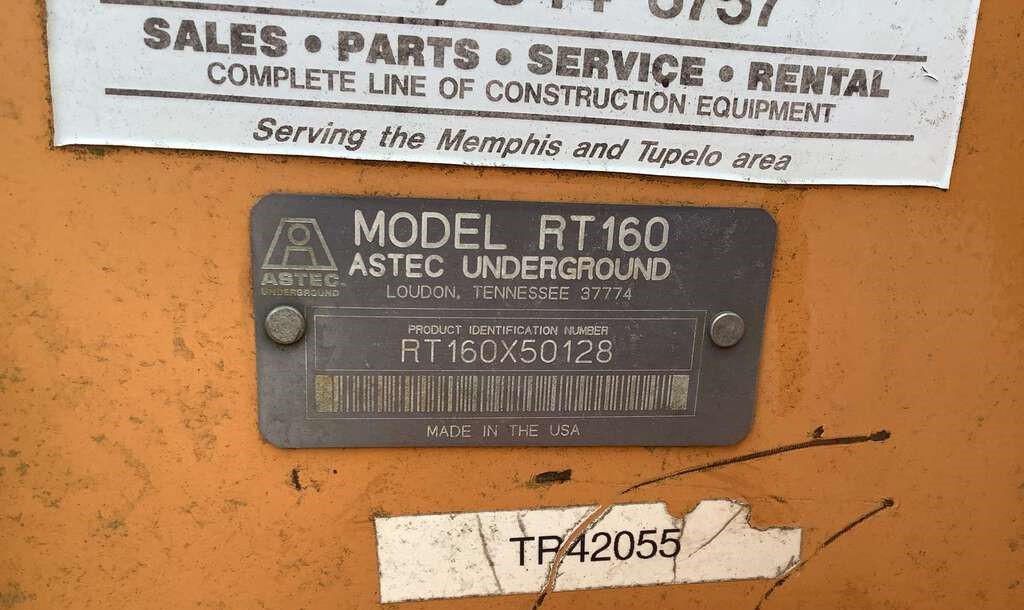 SALES • PARTS • SERVICE • RENTAL
COMPLETE LINE OF CONSTRUCTION EQUIPMENT
Serving the Memphis and Tupelo area
ASTEC
UNDERGROUND
MODEL RT160
ASTEC UNDERGROUND
LOUDON, TENNESSEE 37774
PRODUCT IDENTIFICATION NUMBER
RT160X50128
MADE IN THE USA